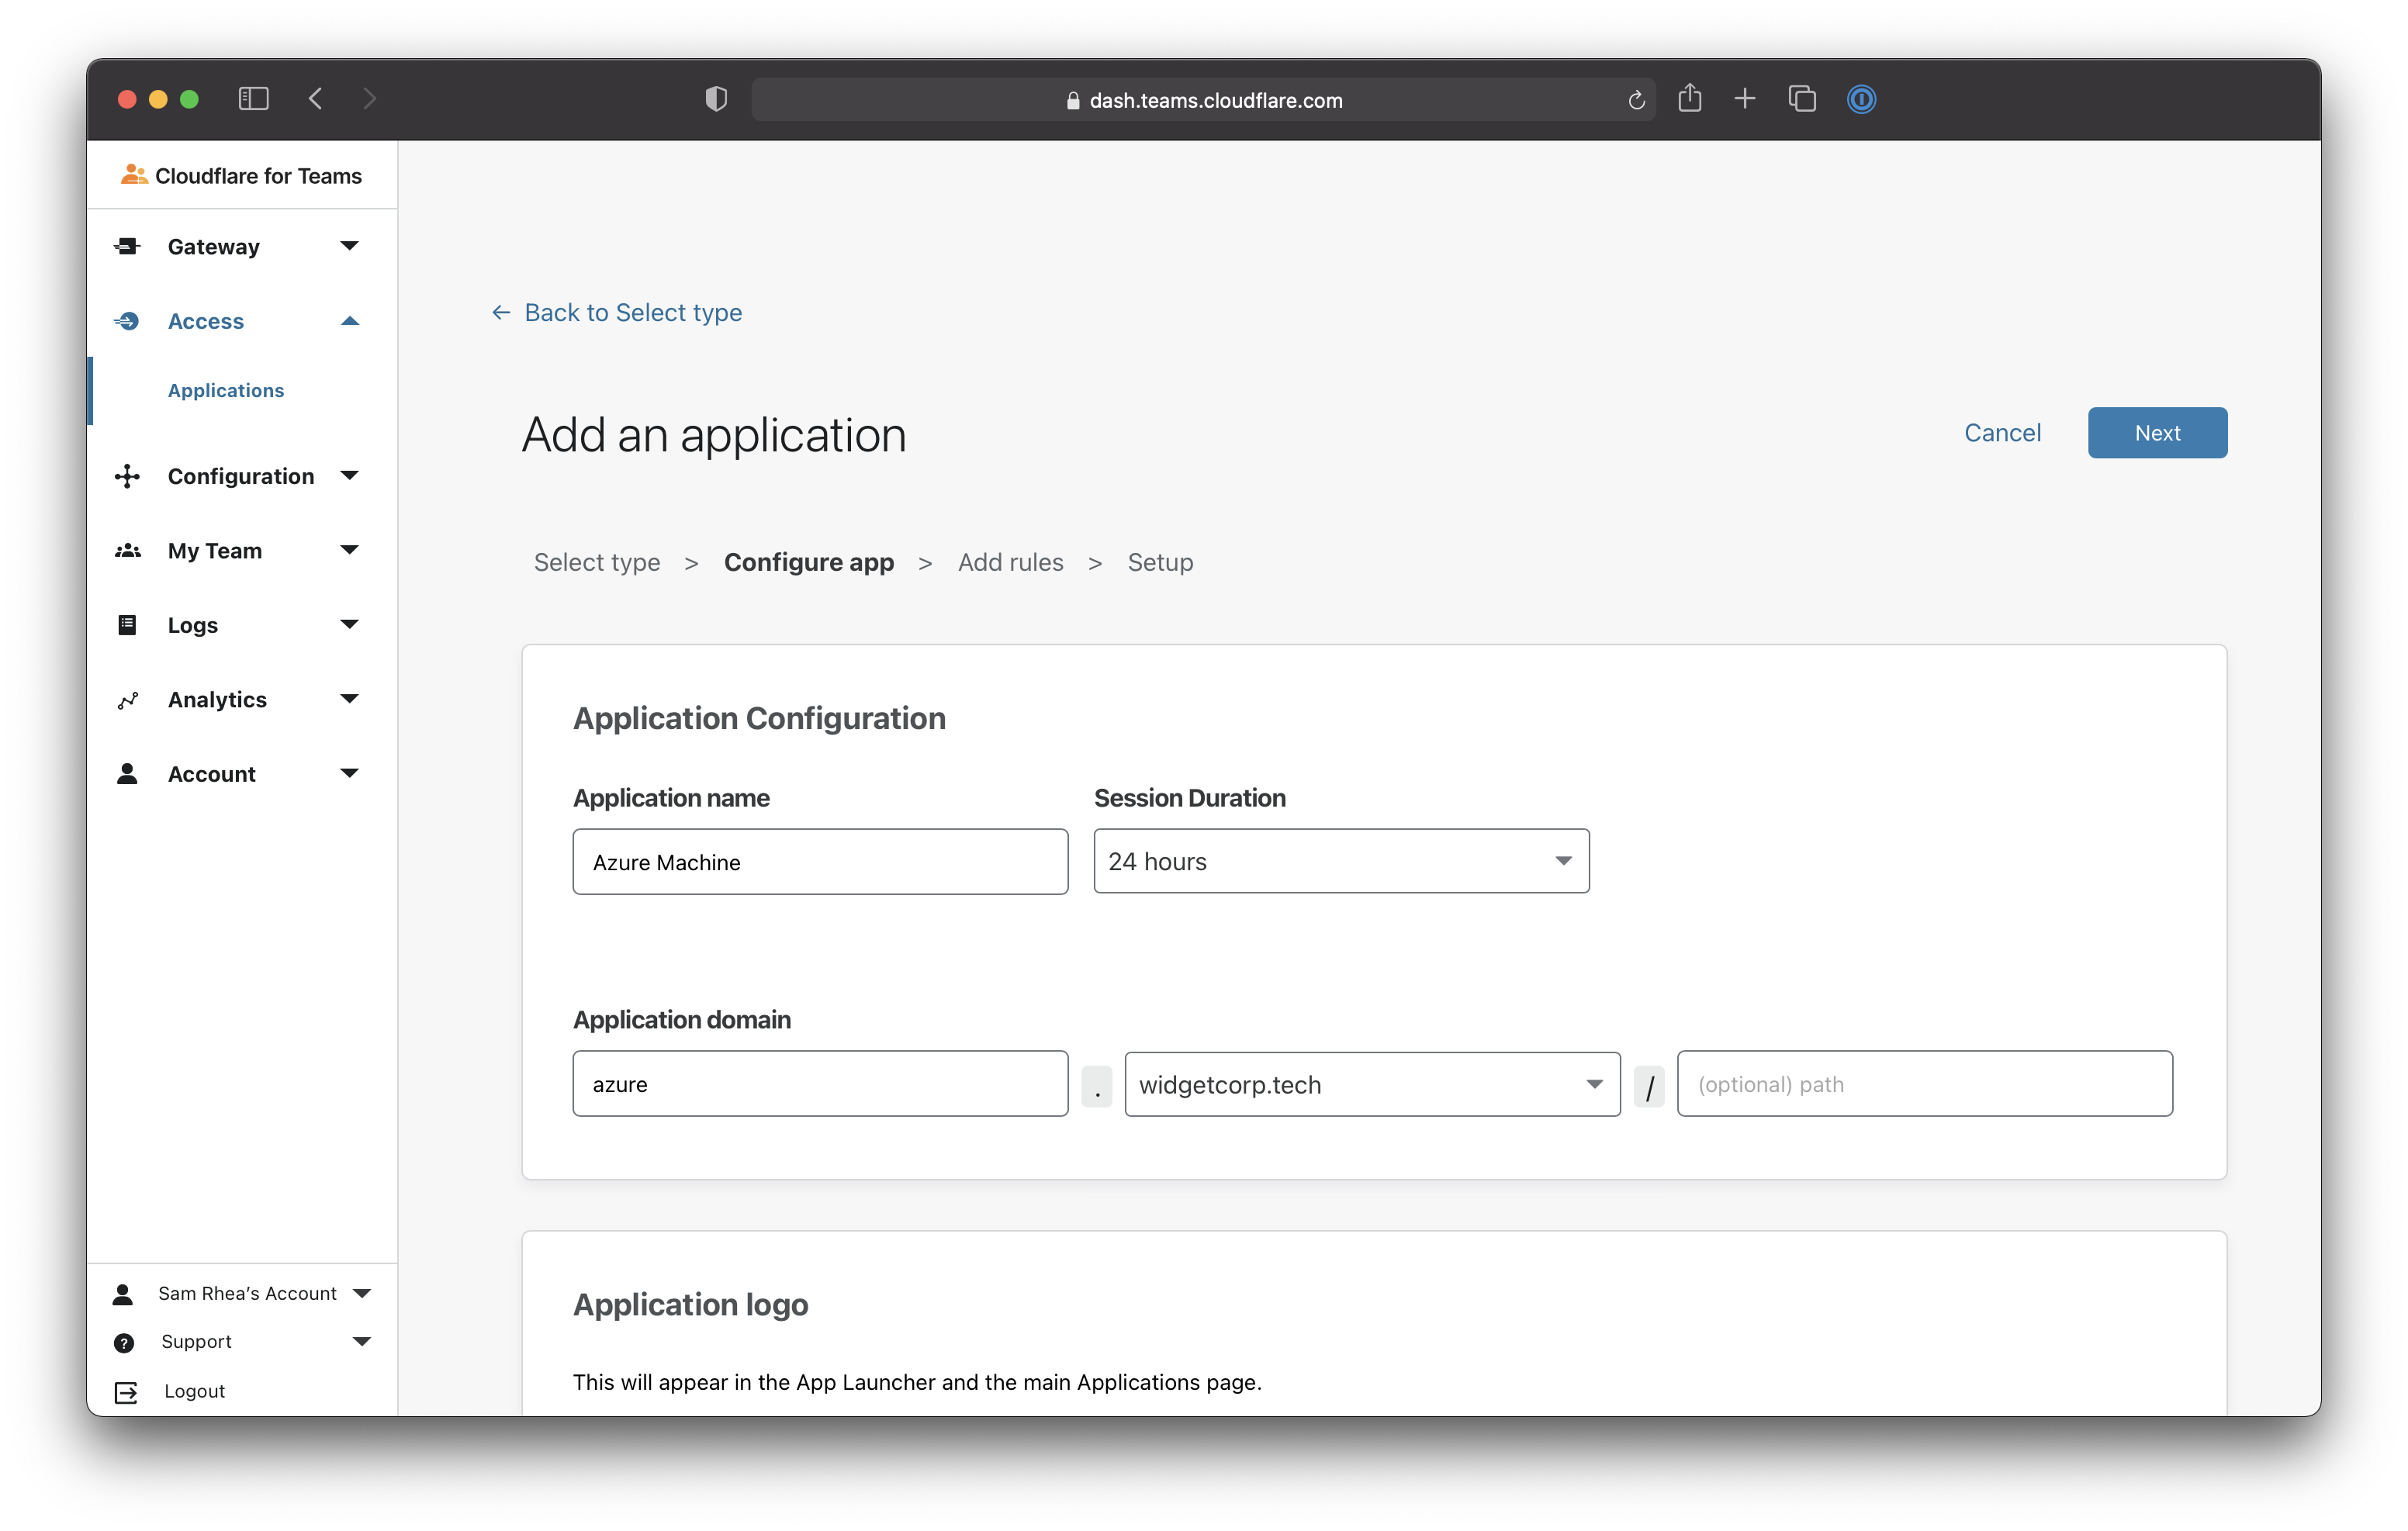 dash.teams.cloudflare.com
Cloudflare for Teams
Gateway
Access
Applications
Configuration
My Team
Logs
Analytics
Account
Sam Rhea's Account
Support
Logout
← Back to Select type
Add an application
Cancel
Next
Select type > Configure app > Add rules > Setup
Application Configuration
Application name
Session Duration
Azure Machine
24 hours
Application domain
azure . widgetcorp.tech / (optional) path
Application logo
This will appear in the App Launcher and the main Applications page.